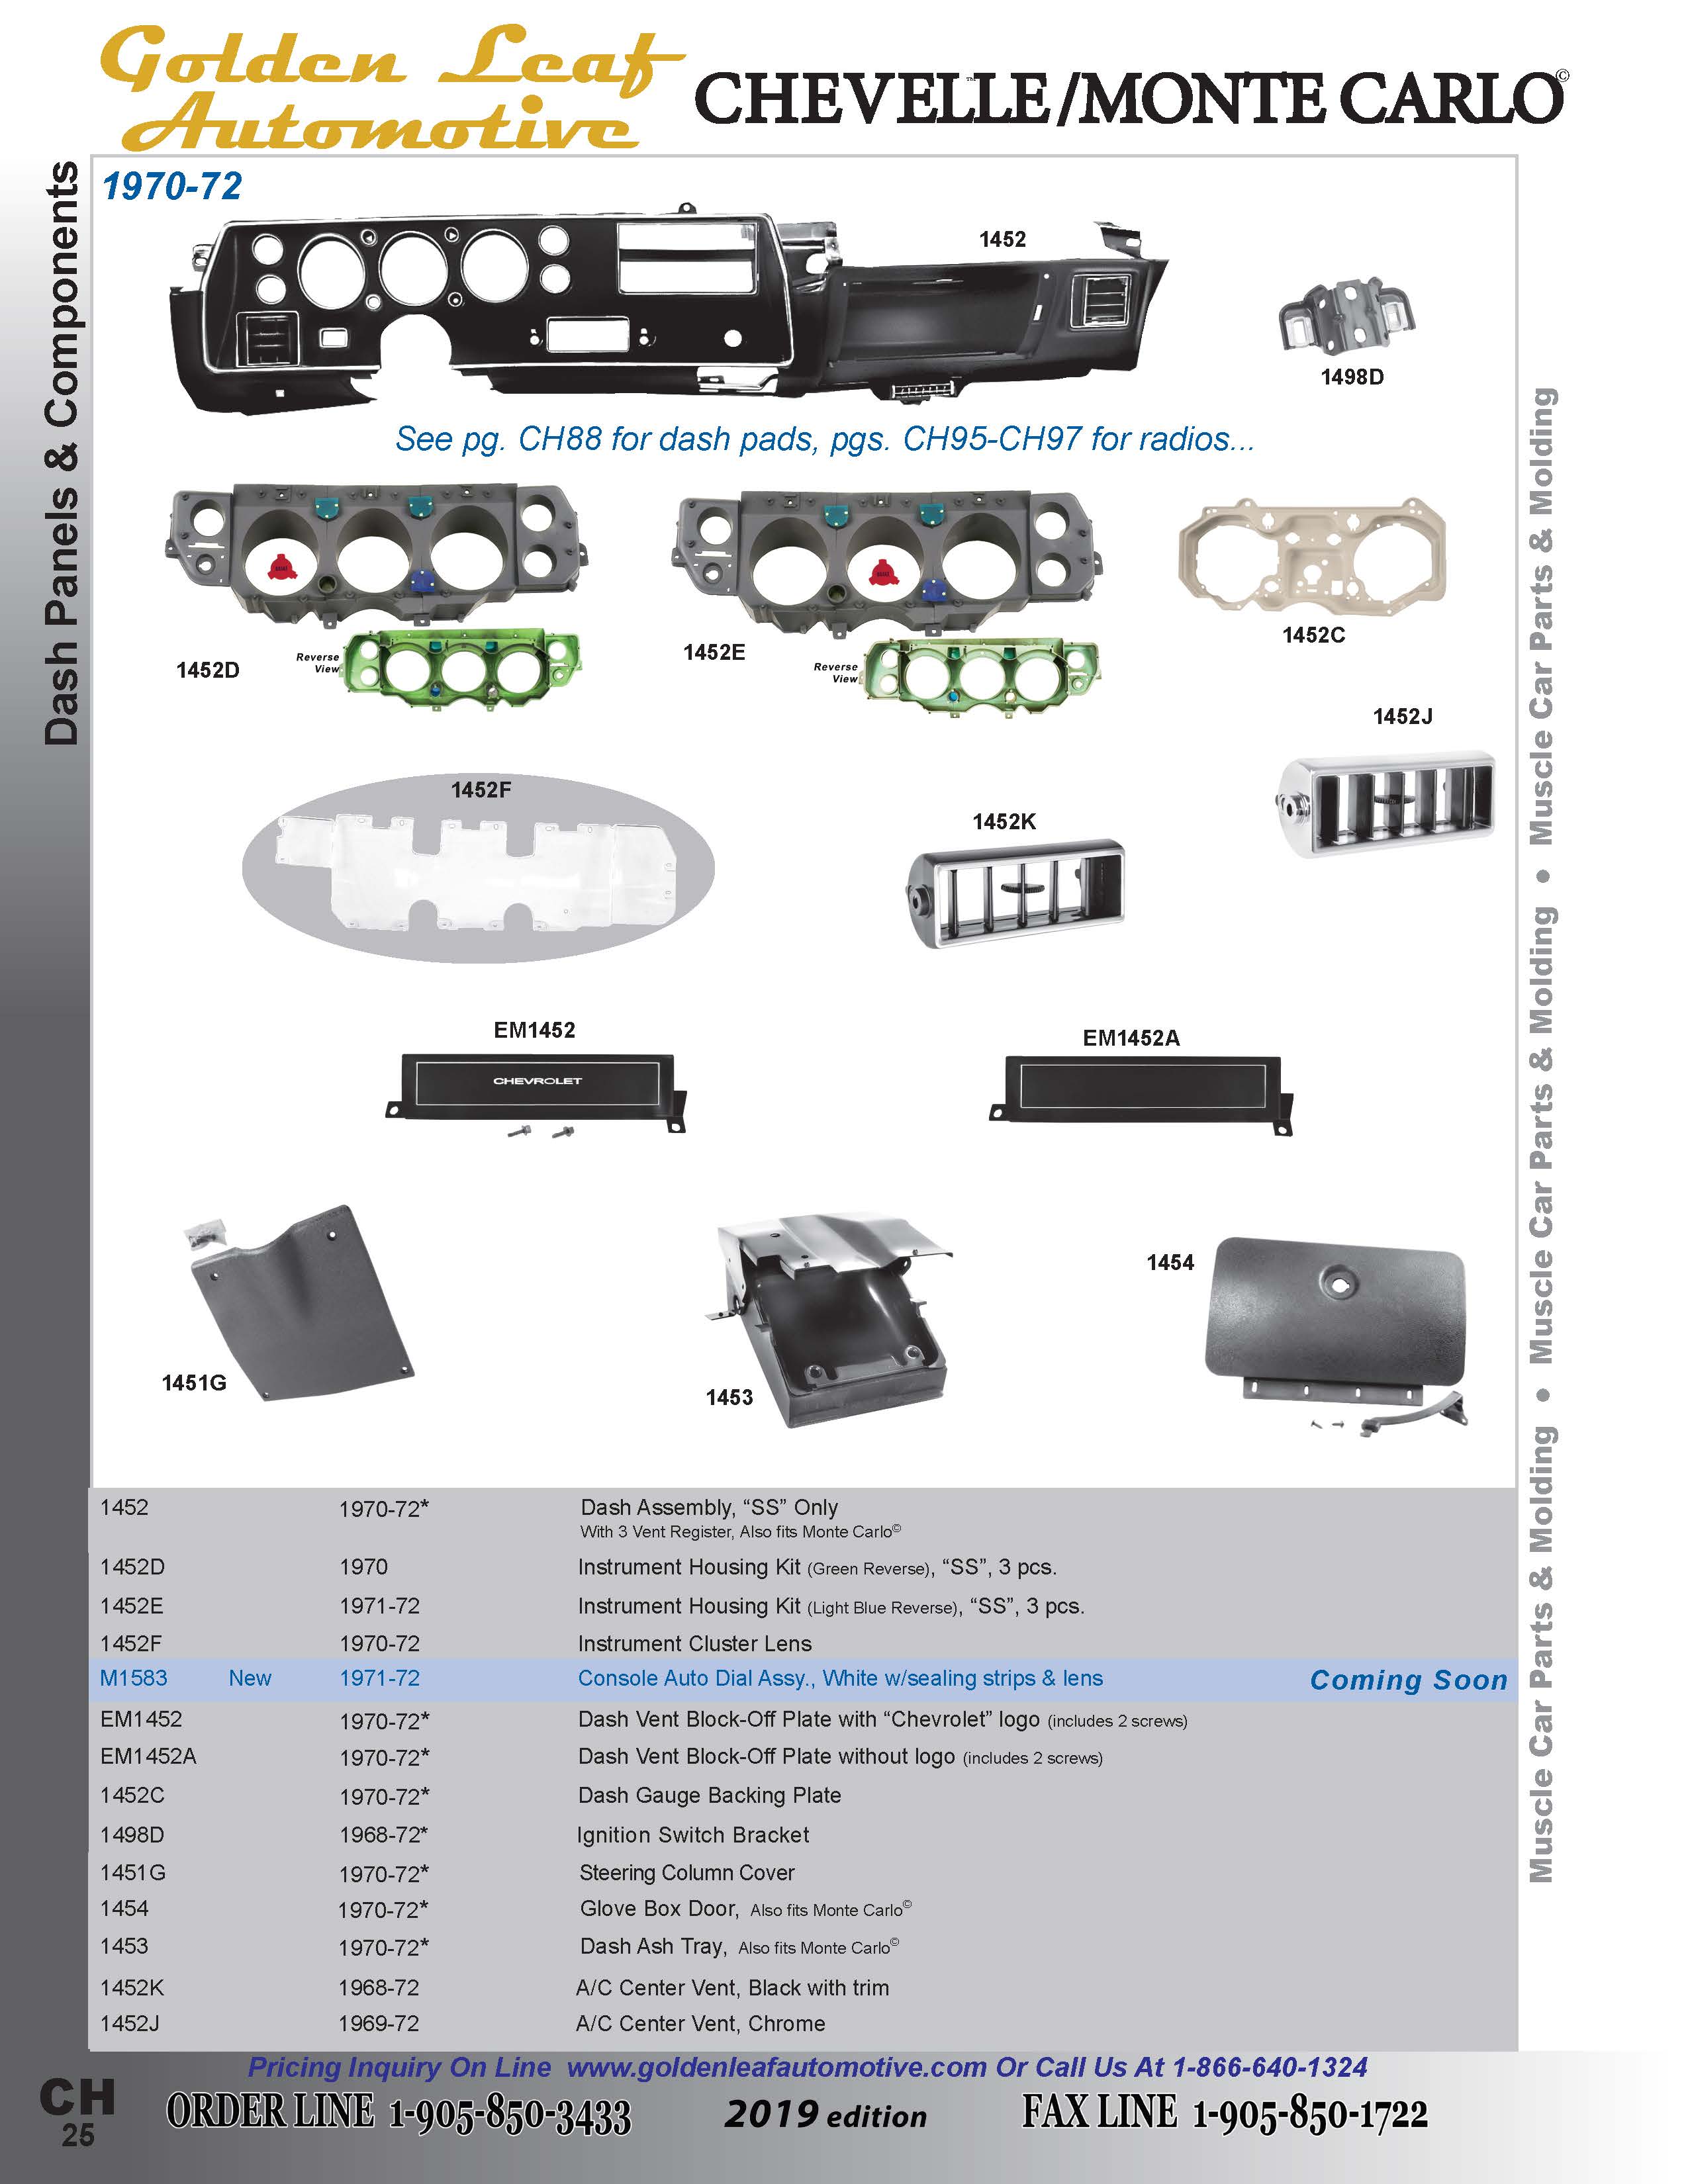 Golden Leaf
Automotive
CHEVELLE™/MONTE CARLO©
Dash Panels & Components
1970-72
1452
1498D
See pg. CH88 for dash pads, pgs. CH95-CH97 for radios...
1452D
Reverse
View
1452E
Reverse
View
1452C
1452J
1452F
1452K
EM1452
CHEVROLET
EM1452A
1451G
1453
1454
1452 1970-72* Dash Assembly, “SS” Only
With 3 Vent Register, Also fits Monte Carlo©
1452D 1970 Instrument Housing Kit (Green Reverse), “SS”, 3 pcs.
1452E 1971-72 Instrument Housing Kit (Light Blue Reverse), “SS”, 3 pcs.
1452F 1970-72 Instrument Cluster Lens
M1583 New 1971-72 Console Auto Dial Assy., White w/sealing strips & lens Coming Soon
EM1452 1970-72* Dash Vent Block-Off Plate with “Chevrolet” logo (includes 2 screws)
EM1452A 1970-72* Dash Vent Block-Off Plate without logo (includes 2 screws)
1452C 1970-72* Dash Gauge Backing Plate
1498D 1968-72* Ignition Switch Bracket
1451G 1970-72* Steering Column Cover
1454 1970-72* Glove Box Door, Also fits Monte Carlo©
1453 1970-72* Dash Ash Tray, Also fits Monte Carlo©
1452K 1968-72 A/C Center Vent, Black with trim
1452J 1969-72 A/C Center Vent, Chrome
Muscle Car Parts & Molding • Muscle Car Parts & Molding • Muscle Car Parts & Molding
Pricing Inquiry On Line www.goldenleafautomotive.com Or Call Us At 1-866-640-1324
CH
25
ORDER LINE 1-905-850-3433
2019 edition
FAX LINE 1-905-850-1722